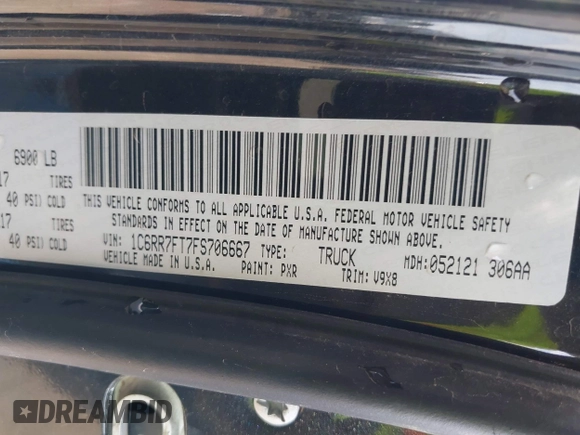 6900 LB
17 TIRES
40 PSI) COLD
17 TIRES
40 PSI) COLD
THIS VEHICLE CONFORMS TO ALL APPLICABLE U.S.A. FEDERAL MOTOR VEHICLE SAFETY
STANDARDS IN EFFECT ON THE DATE OF MANUFACTURE SHOWN ABOVE.
VIN: 1C6RR7FT7FS706667 TYPE: TRUCK MDH: 052121 306AA
VEHICLE MADE IN U.S.A. PAINT: PXR TRIM: V9X8
DREAMBID